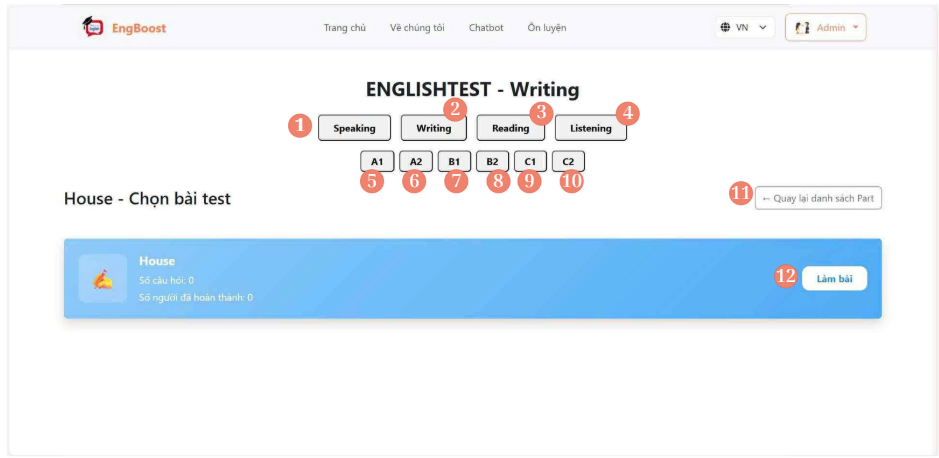 EngBoost Trang chủ Về chúng tôi Chatbot Ôn luyện VN Admin
ENGLISHTEST - Writing
1 Speaking 2 Writing 3 Reading 4 Listening
A1 A2 B1 B2 C1 C2
5 6 7 8 9 10
House - Chọn bài test 11 ← Quay lại danh sách Part
House
Số câu hỏi: 0
Số người đã hoàn thành: 0
12 Làm bài